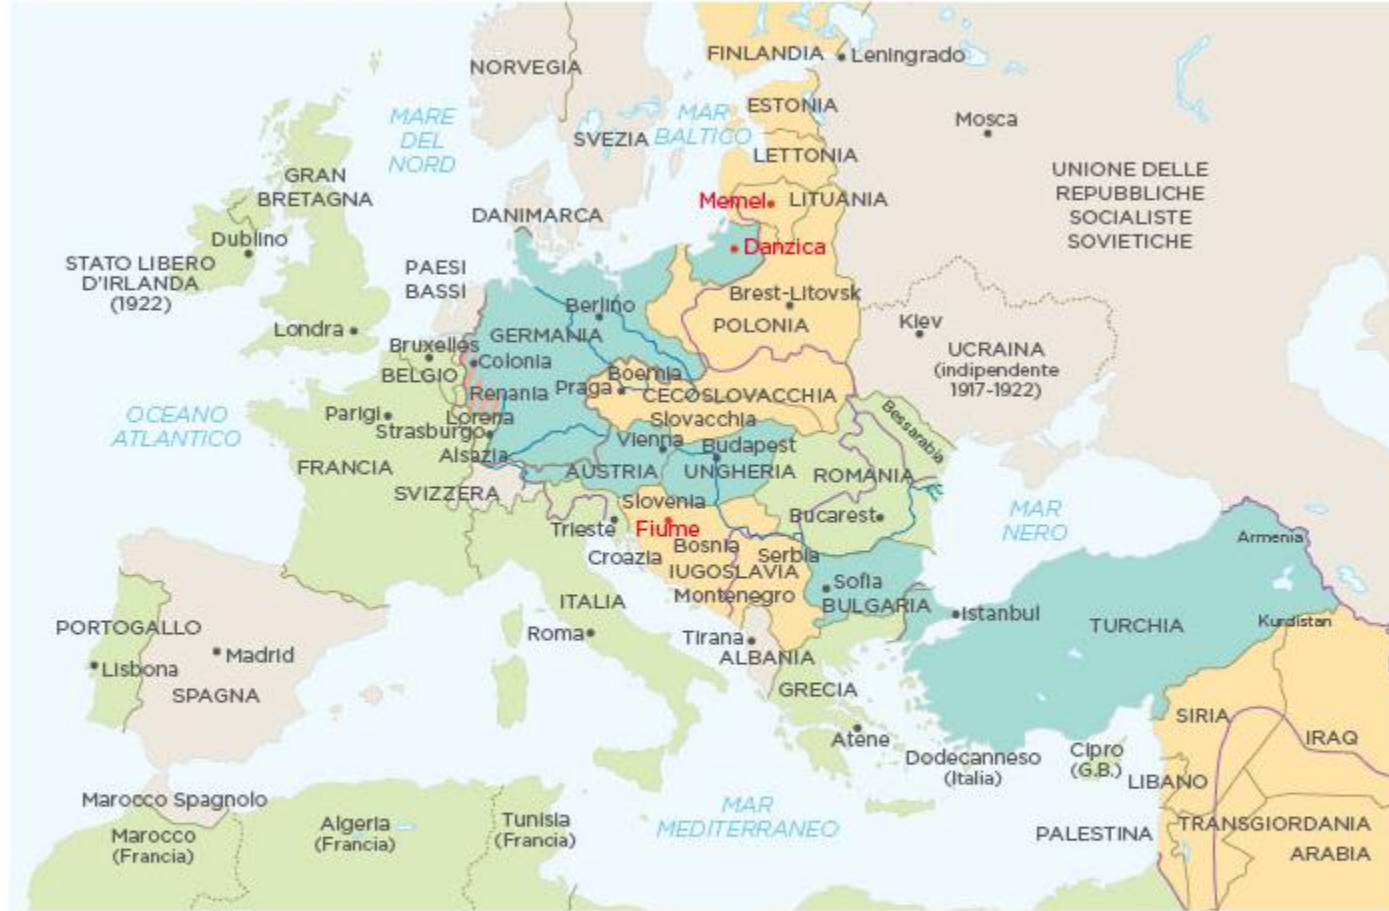 FINLANDIA
Leningrado
NORVEGIA
ESTONIA
MARE
DEL
NORD
MAR
BALTICO
Mosca
SVEZIA
LETTONIA
UNIONE DELLE
REPUBBLICHE
SOCIALISTE
SOVIETICHE
GRAN
BRETAGNA
Memel
LITUANIA
DANIMARCA
Dublino
Danzica
STATO LIBERO
D'IRLANDA
(1922)
PAESI
BASSI
Brest-Litovsk
Berlino
Londra
GERMANIA
POLONIA
Kiev
Bruxelles
UCRAINA
(indipendente
1917-1922)
Colonia
BELGIO
Boemia
Renania
Praga
CECOSLOVACCHIA
OCEANO
ATLANTICO
Parigi
Lorena
Slovacchia
Bessarabia
Strasburgo
Vienna
Budapest
Alsazia
FRANCIA
AUSTRIA
UNGHERIA
ROMANIA
SVIZZERA
Slovenia
MAR
NERO
Trieste
Fiume
Bucarest
Armenia
Croazia
Bosnia
Serbia
IUGOSLAVIA
Sofia
Montenegro
ITALIA
BULGARIA
Istanbul
PORTOGALLO
TURCHIA
Kurdistan
Roma
Tirana
Madrid
ALBANIA
Lisbona
SPAGNA
GRECIA
SIRIA
Atene
IRAQ
Dodecanneso
(Italia)
Cipro
(G.B.)
LIBANO
Marocco Spagnolo
MAR
MEDITERRANEO
Marocco
(Francia)
Algeria
(Francia)
Tunisia
(Francia)
PALESTINA
TRANSGIORDANIA
ARABIA